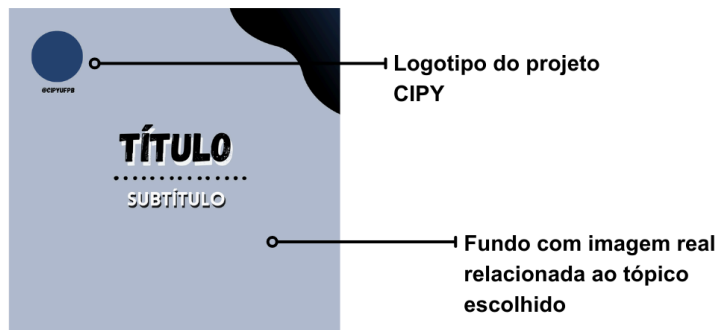 @CIPYUFPB
TÍTULO
SUBTÍTULO
Logotipo do projeto
CIPY
Fundo com imagem real
relacionada ao tópico
escolhido